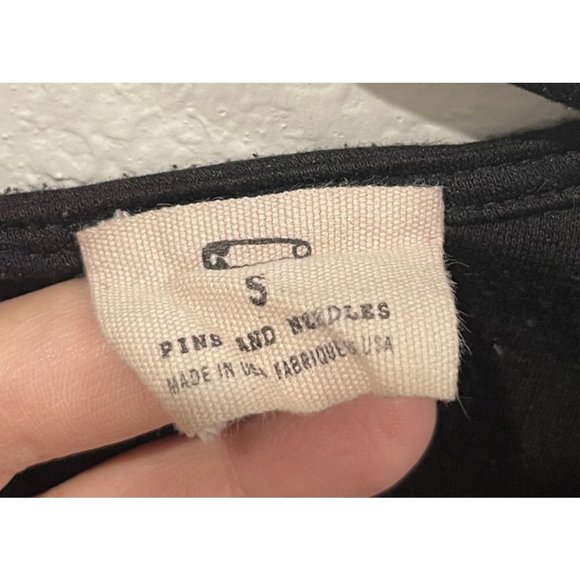 S
PINS AND NEEDLES
MADE IN USA FABRIQUE USA